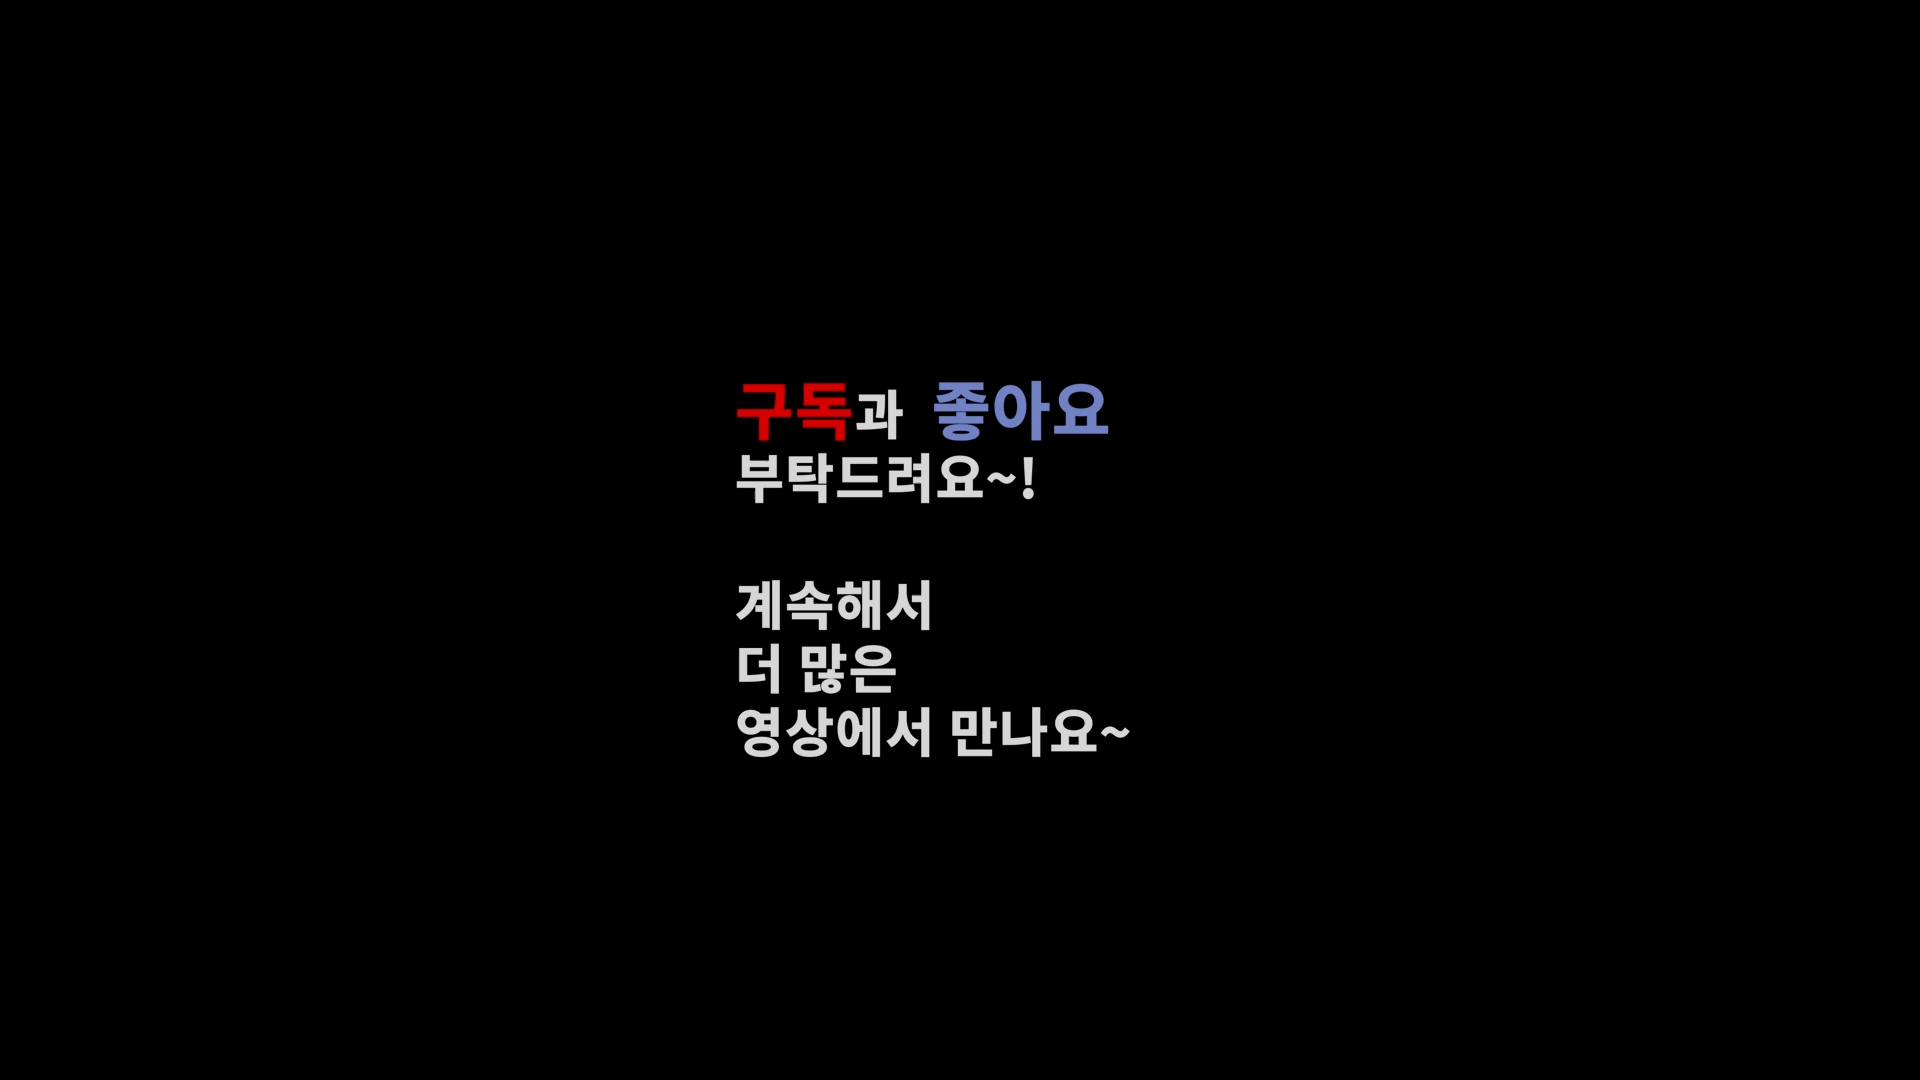 구독과 좋아요
부탁드려요~!
계속해서
더 많은
영상에서 만나요~